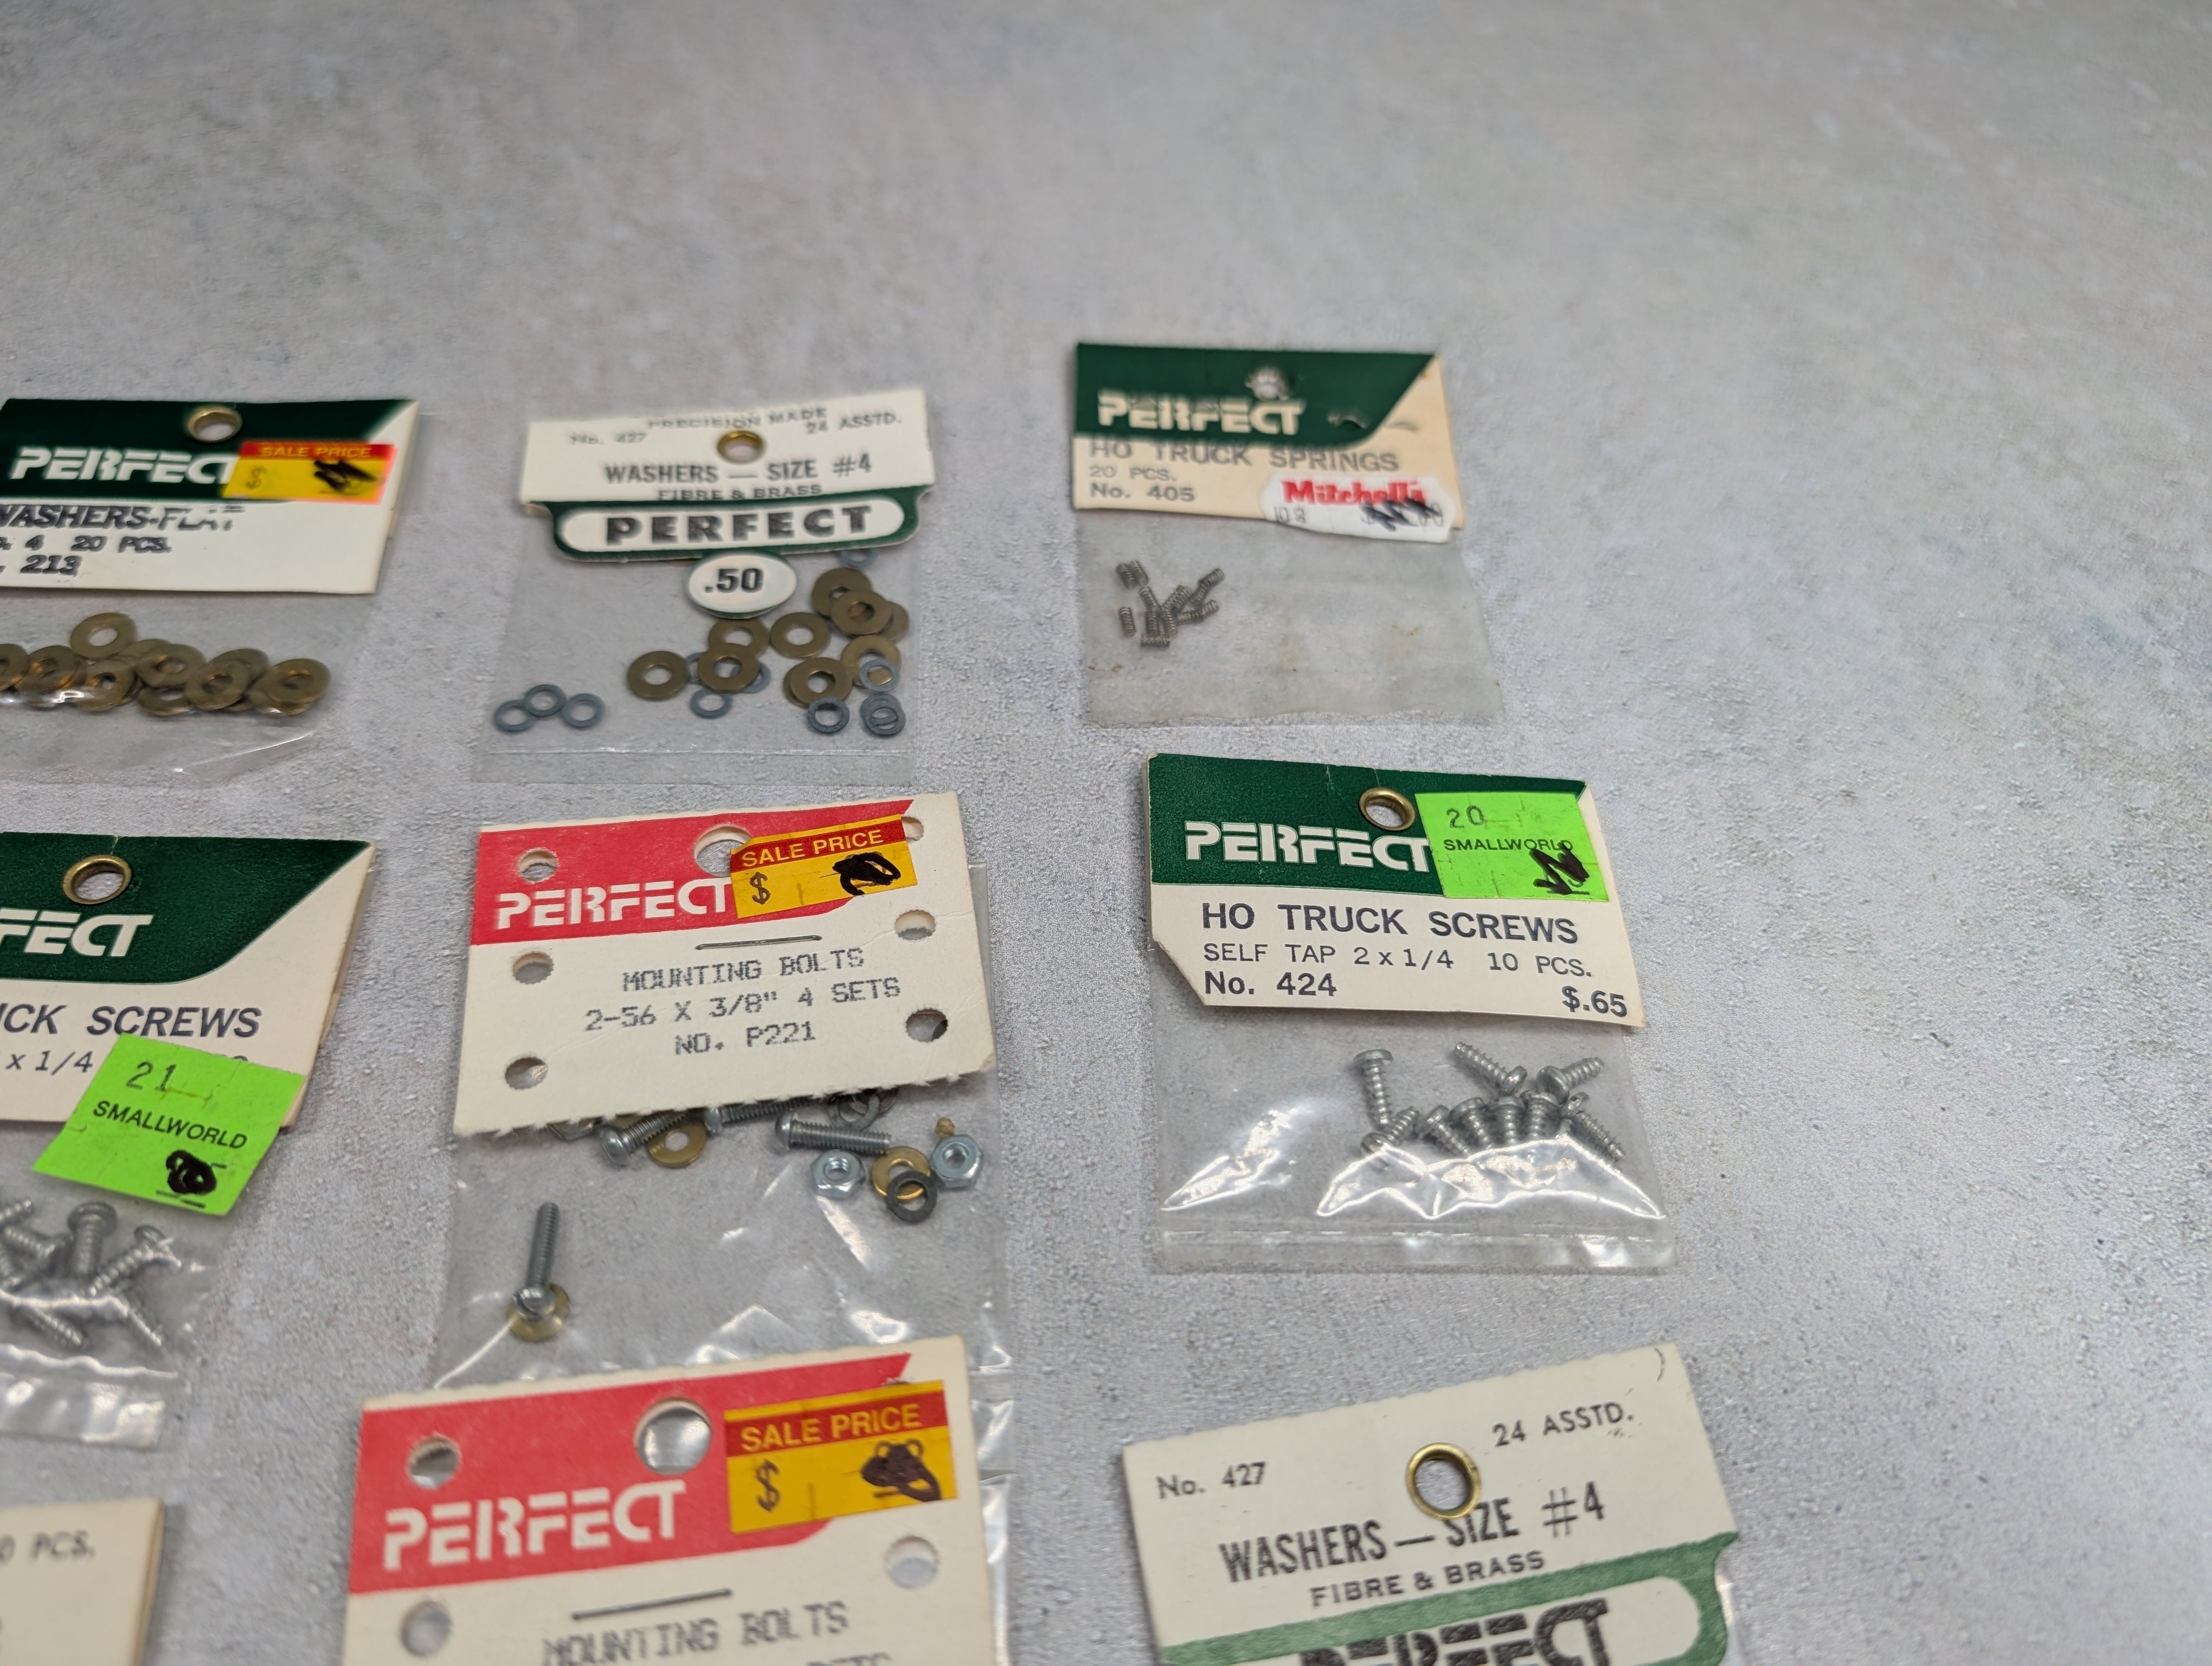 PERFECT
SALE PRICE
$
WASHERS-FLAT
4 20 PCS.
213
PRECISION MADE
No. 427
24 ASSTD.
WASHERS — SIZE #4
FIBRE & BRASS
PERFECT
.50
PERFECT
HO TRUCK SPRINGS
20 PCS.
No. 405
Mitchell's
FECT
CK SCREWS
x 1/4
21
SMALLWORLD
PERFECT
SALE PRICE
$
MOUNTING BOLTS
2-56 X 3/8" 4 SETS
NO. P221
PERFECT
20
SMALLWORLD
HO TRUCK SCREWS
SELF TAP 2 x 1/4 10 PCS.
No. 424
$.65
0 PCS.
PERFECT
SALE PRICE
$
MOUNTING BOLTS
No. 427
24 ASSTD.
WASHERS — SIZE #4
FIBRE & BRASS
PERFECT